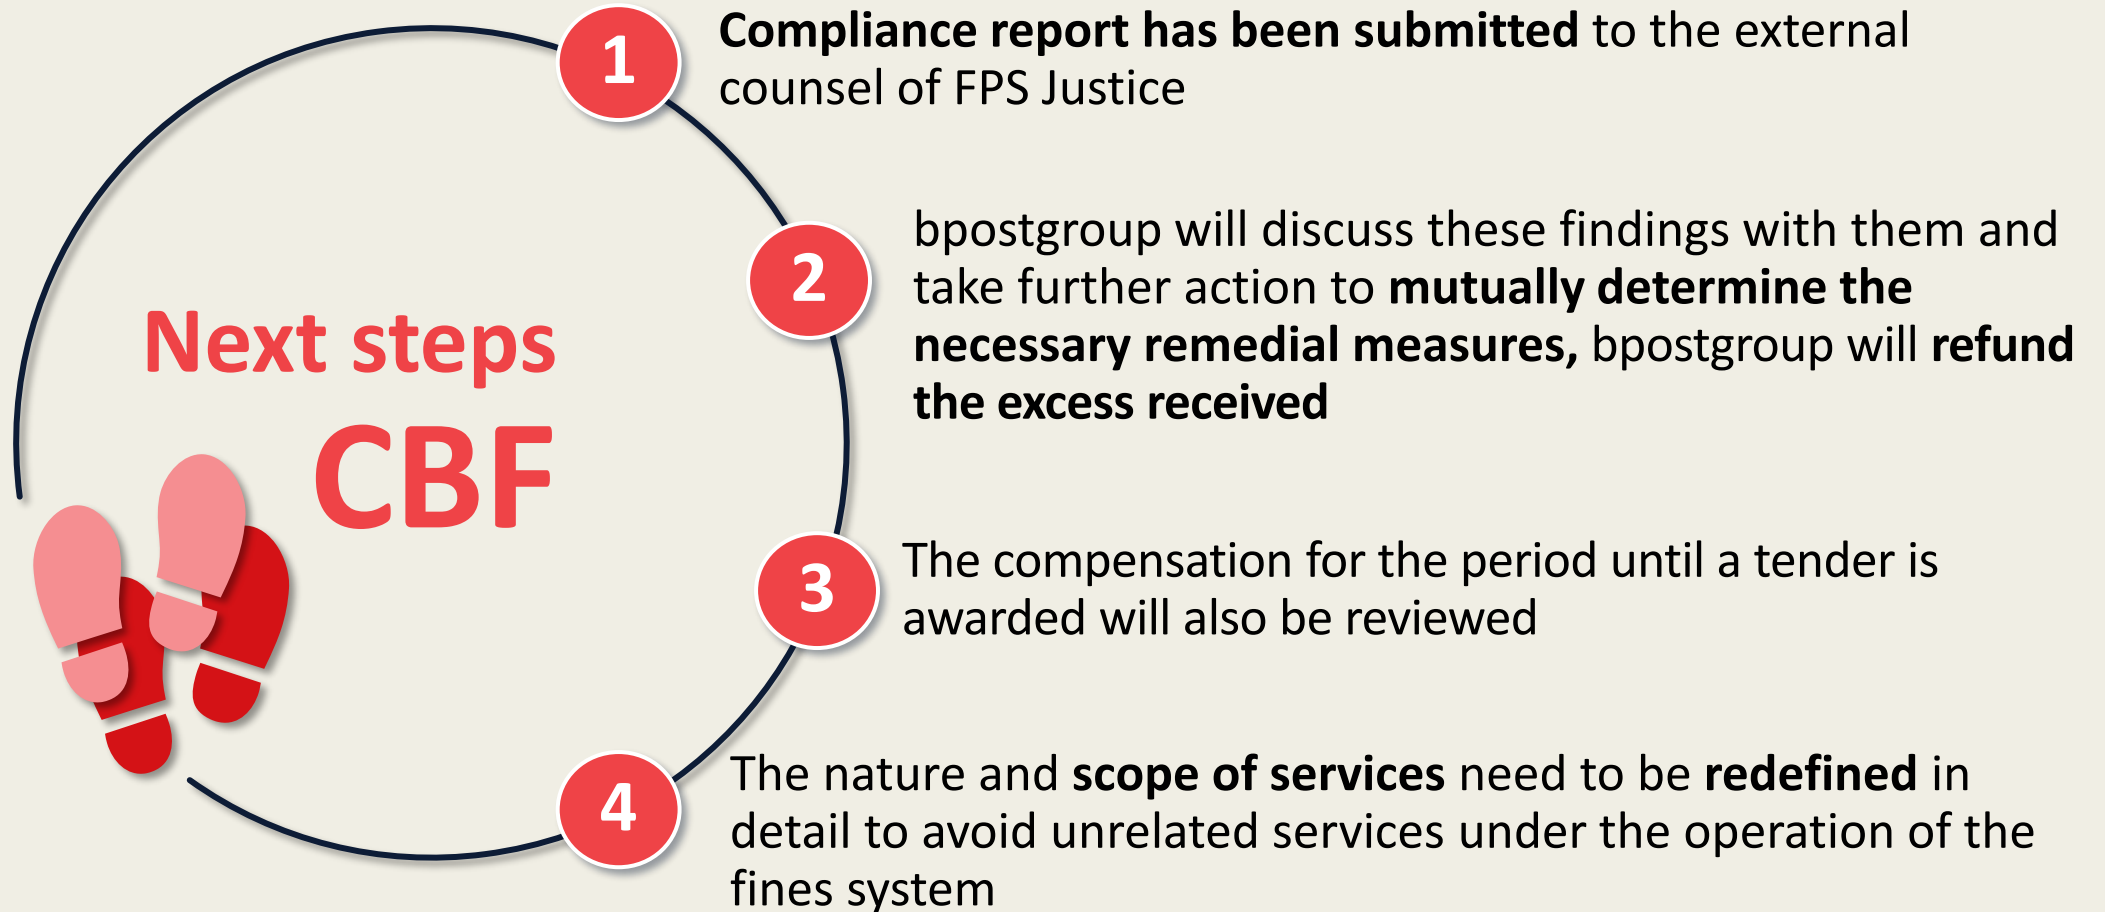 Next steps
CBF
1
Compliance report has been submitted to the external
counsel of FPS Justice
2
bpostgroup will discuss these findings with them and
take further action to mutually determine the
necessary remedial measures, bpostgroup will refund
the excess received
3
The compensation for the period until a tender is
awarded will also be reviewed
4
The nature and scope of services need to be redefined in
detail to avoid unrelated services under the operation of the
fines system